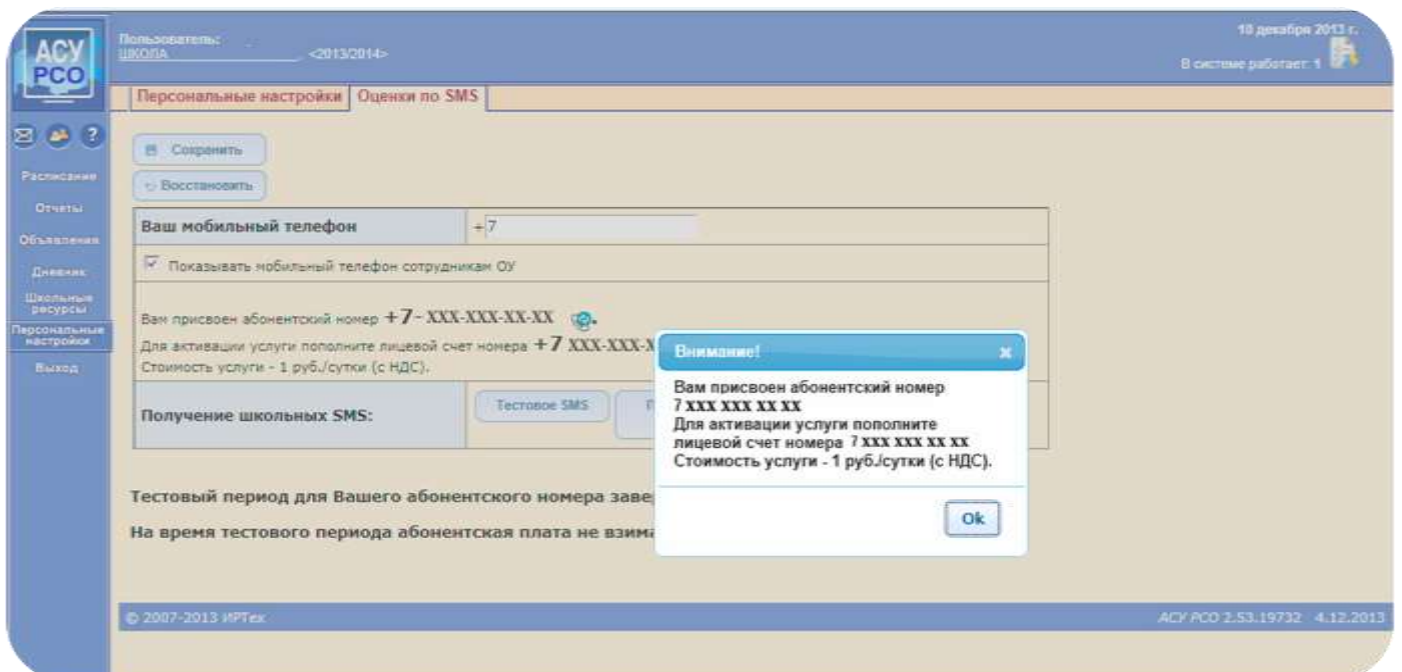 АСУ
РСО
Пользователь:
ШКОЛА <2013/2014>
18 декабря 2013 г.
В системе работает: 1
Персональные настройки Оценки по SMS
?
Расписание
Отчеты
Объявления
Дневник
Школьные
ресурсы
Персональные
настройки
Выход
Сохранить
Восстановить
Ваш мобильный телефон +7
Показывать мобильный телефон сотрудникам ОУ
Вам присвоен абонентский номер +7-XXX-XXX-XX-XX .
Для активации услуги пополните лицевой счет номера +7 XXX-XXX-X
Стоимость услуги - 1 руб./сутки (с НДС).
Получение школьных SMS: Тестовое SMS П
Тестовый период для Вашего абонентского номера заве
На время тестового периода абонентская плата не взима
Внимание!
Вам присвоен абонентский номер
7 XXX XXX XX XX
Для активации услуги пополните
лицевой счет номера 7 XXX XXX XX XX
Стоимость услуги - 1 руб./сутки (с НДС).
Ok
© 2007-2013 ИРТех
АСУ РСО 2.53.19732 4.12.2013